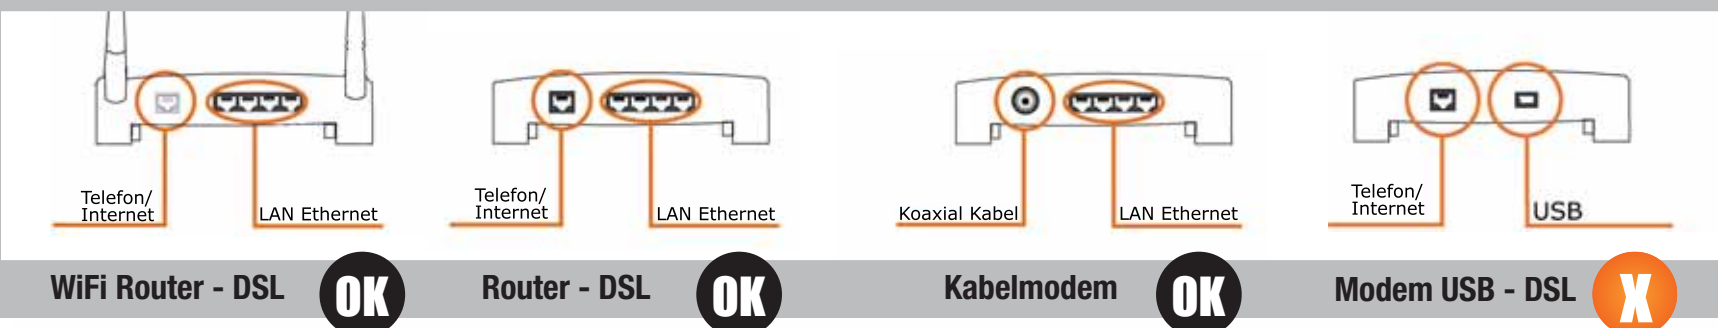 Telefon/
Internet
LAN Ethernet
Telefon/
Internet
LAN Ethernet
Koaxial Kabel
LAN Ethernet
Telefon/
Internet
USB
WiFi Router - DSL
OK
Router - DSL
OK
Kabelmodem
OK
Modem USB - DSL
X